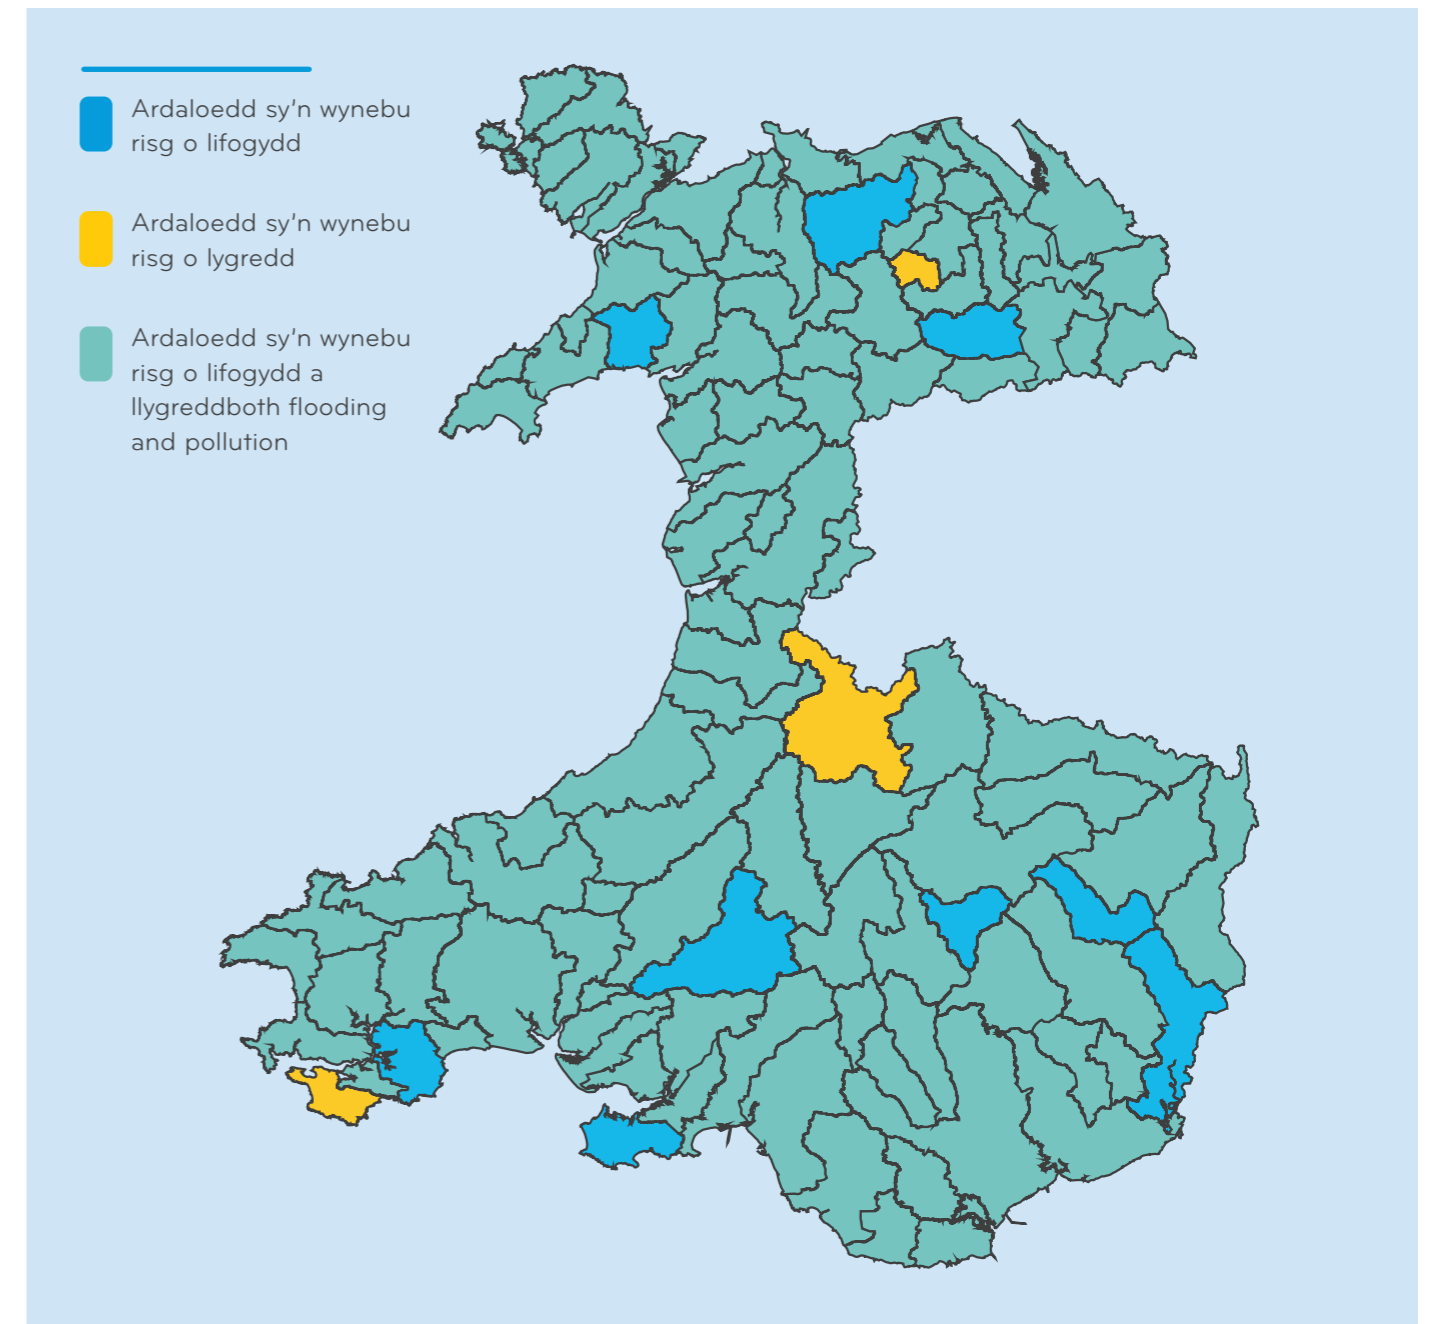 Ardaloedd sy'n wynebu
risg o lifogydd
Ardaloedd sy'n wynebu
risg o lygredd
Ardaloedd sy'n wynebu
risg o lifogydd a
llygreddboth flooding
and pollution